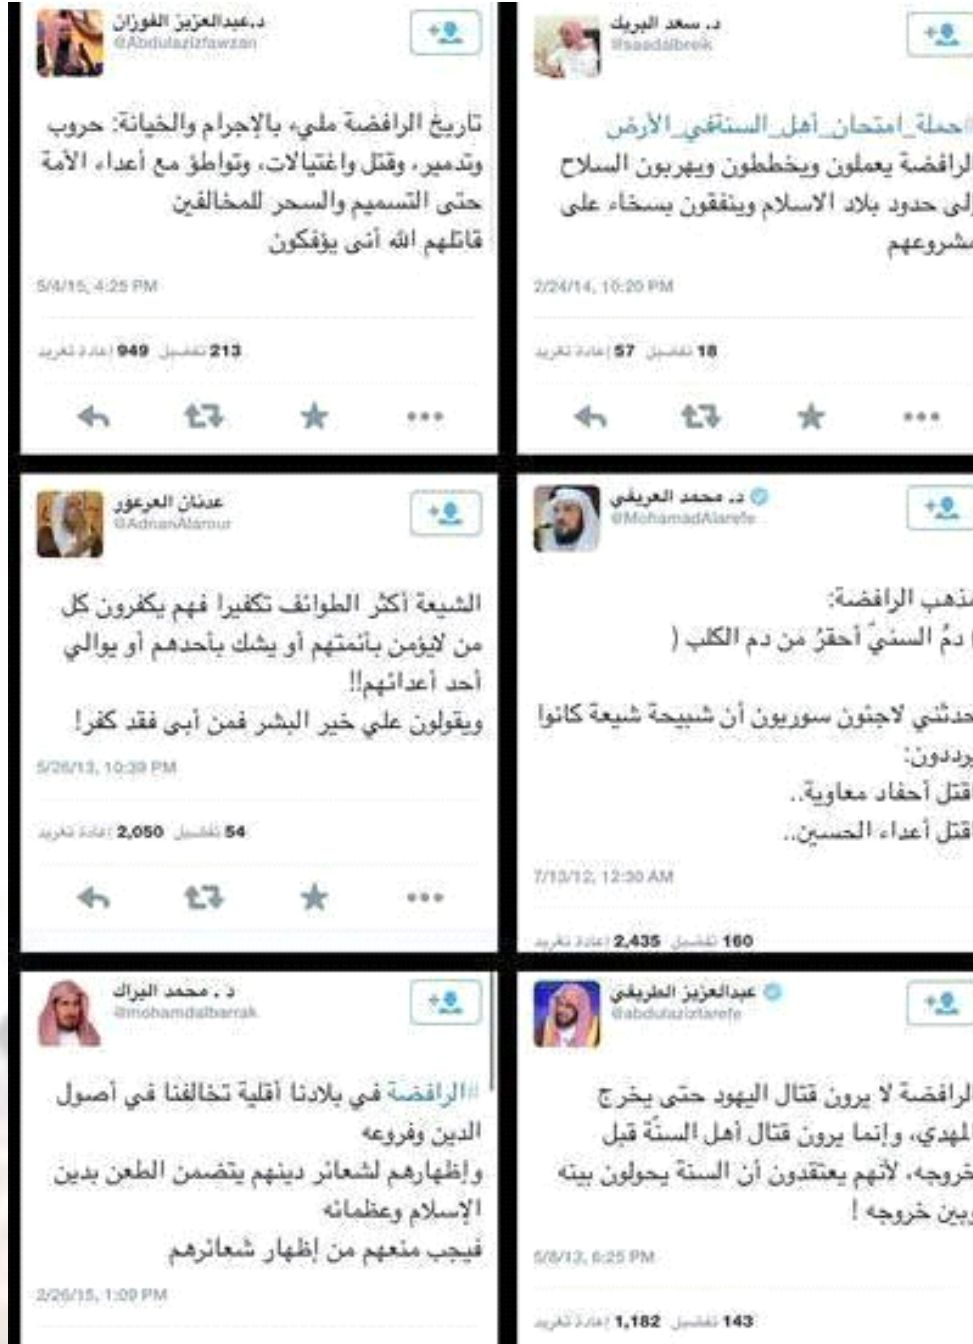 د.عبدالعزيز الفوزان
@Abdulazizfawzan
تاريخ الرافضة مليء بالإجرام والخيانة: حروب
وتدمير، وقتل واغتيالات، وتواطؤ مع أعداء الأمة
حتى التسميم والسحر للمخالفين
قاتلهم الله أنى يؤفكون
5/4/15, 4:25 PM
213 تفضيل 949 إعادة تغريد
د. سعد البريك
@saadalbreik
#حملة_امتحان_أهل_السنةفي_الأرض
الرافضة يعملون ويخططون ويهربون السلاح
إلى حدود بلاد الاسلام وينفقون بسخاء على
مشروعهم
2/24/14, 10:20 PM
18 تفضيل 57 إعادة تغريد
عدنان العرعور
@AdnanAlarour
الشيعة أكثر الطوائف تكفيرا فهم يكفرون كل
من لايؤمن بأئمتهم أو يشك بأحدهم أو يوالي
أحد أعدائهم!!
ويقولون علي خير البشر فمن أبى فقد كفر!
5/26/13, 10:39 PM
54 تفضيل 2,050 إعادة تغريد
د. محمد العريفي
@MohamadAlarefe
مذهب الرافضة:
) دمُ السنيّ أحقرُ من دم الكلب (
حدثني لاجئون سوريون أن شبيحة شيعة كانوا
يرددون:
اقتل أحفاد معاوية..
اقتل أعداء الحسين..
7/13/12, 12:30 AM
160 تفضيل 2,435 إعادة تغريد
د . محمد البراك
@mohamdalbarrak
#الرافضة في بلادنا أقلية تخالفنا في أصول
الدين وفروعه
وإظهارهم لشعائر دينهم يتضمن الطعن بدين
الإسلام وعظمائه
فيجب منعهم من إظهار شعائرهم
2/26/15, 1:09 PM
عبدالعزيز الطريفي
@abdulaziztarefe
الرافضة لا يرون قتال اليهود حتى يخرج
المهدي، وإنما يرون قتال أهل السنّة قبل
خروجه، لأنهم يعتقدون أن السنة يحولون بينه
وبين خروجه !
5/8/13, 6:25 PM
143 تفضيل 1,182 إعادة تغريد